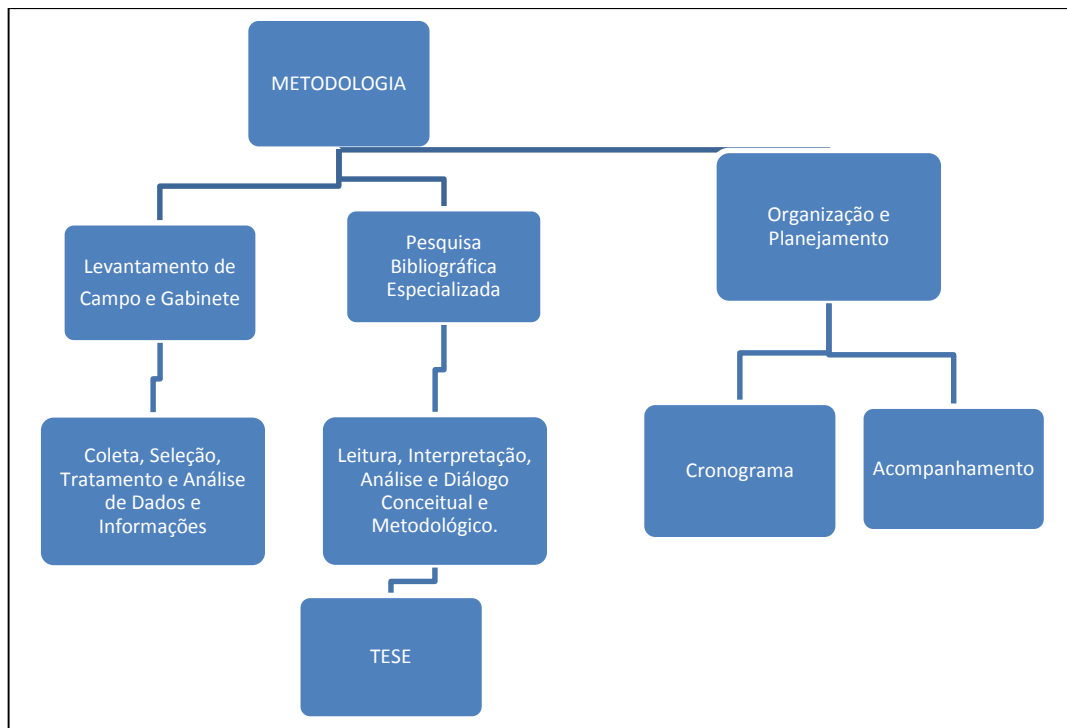 METODOLOGIA
Organização e
Planejamento
Levantamento de
Campo e Gabinete
Pesquisa
Bibliográfica
Especializada
Coleta, Seleção,
Tratamento e Análise
de Dados e
Informações
Leitura, Interpretação,
Análise e Diálogo
Conceitual e
Metodológico.
Cronograma
Acompanhamento
TESE